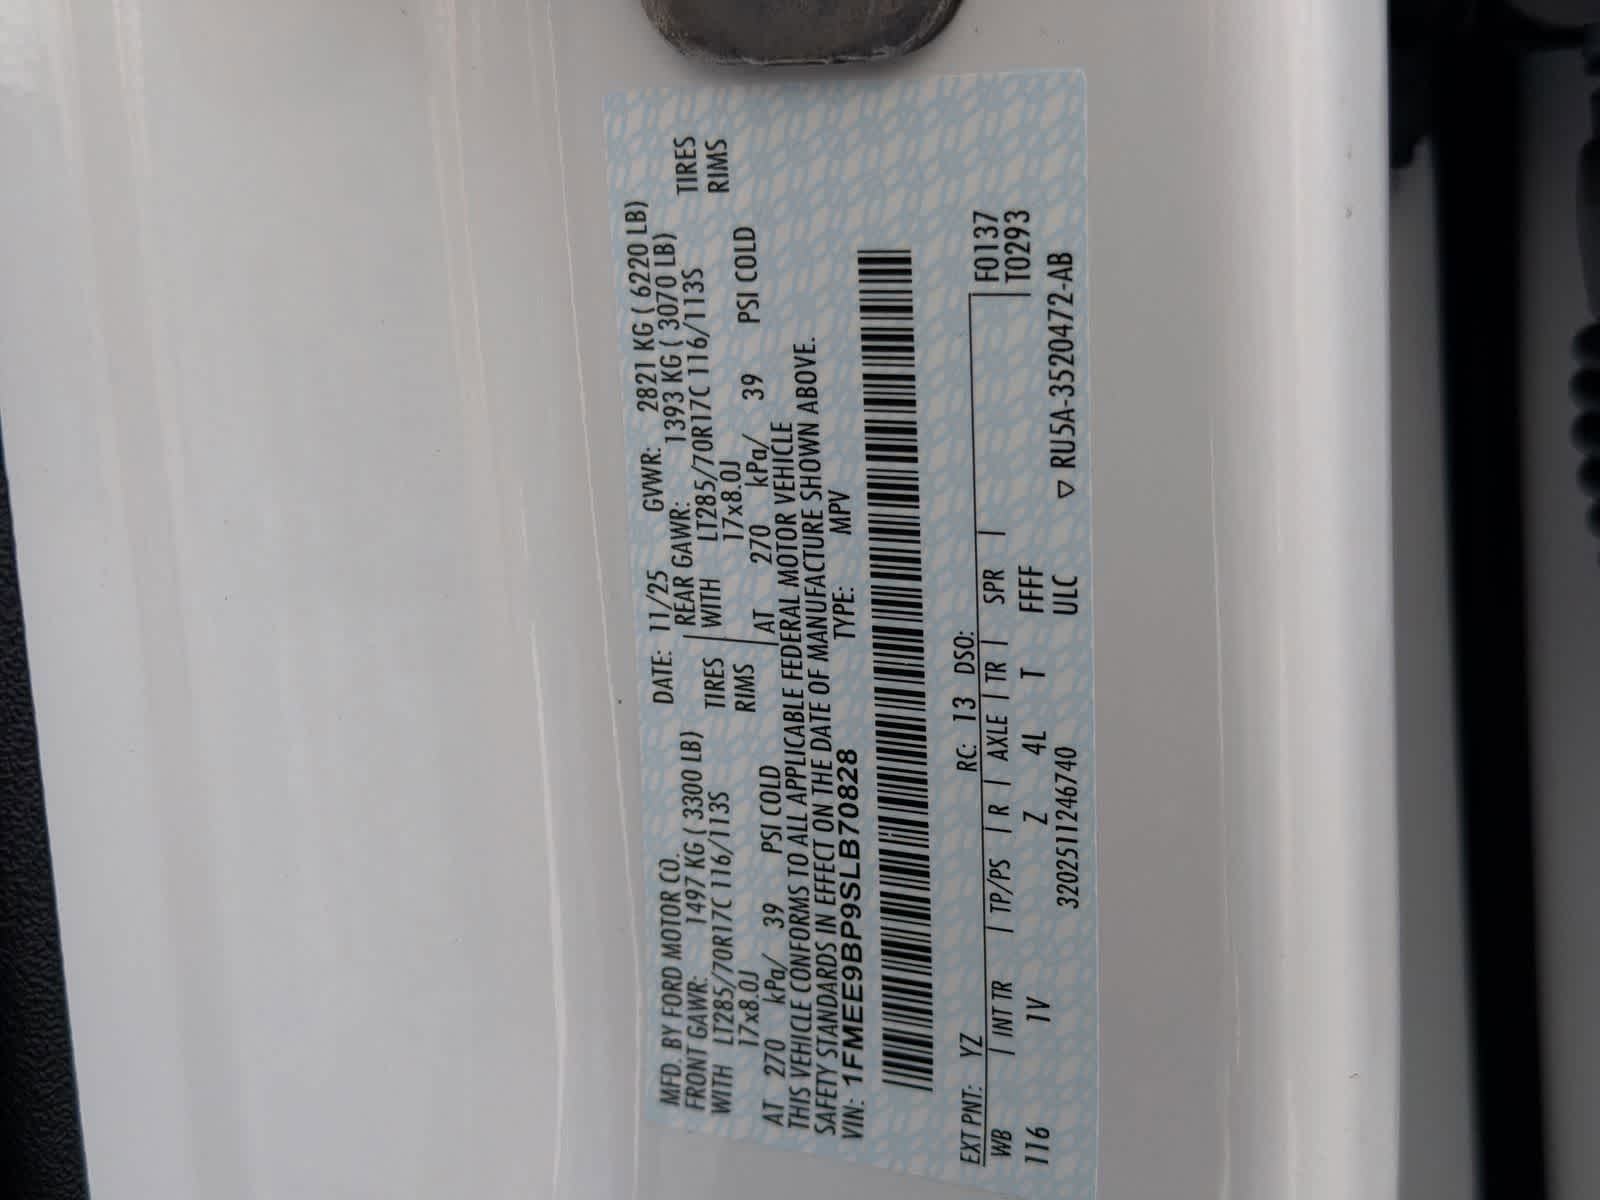 MFD. BY FORD MOTOR CO.
DATE: 11/25 GVWR: 2821 KG ( 6220 LB)
FRONT GAWR: 1497 KG ( 3300 LB) REAR GAWR: 1393 KG ( 3070 LB)
WITH LT285/70R17C 116/113S TIRES WITH LT285/70R17C 116/113S TIRES
17x8.0J RIMS 17x8.0J RIMS
AT 270 kPa/ 39 PSI COLD AT 270 kPa/ 39 PSI COLD
THIS VEHICLE CONFORMS TO ALL APPLICABLE FEDERAL MOTOR VEHICLE
SAFETY STANDARDS IN EFFECT ON THE DATE OF MANUFACTURE SHOWN ABOVE.
VIN: 1FMEE9BP9SLB70828 TYPE: MPV
EXT PNT: YZ RC: 13 DSO: F0137
WB | INT TR | TP/PS | R | AXLE | TR | SPR | T0293
116 1V Z 4L T FFFF
3202511246740 ULC ▽ RU5A-3520472-AB